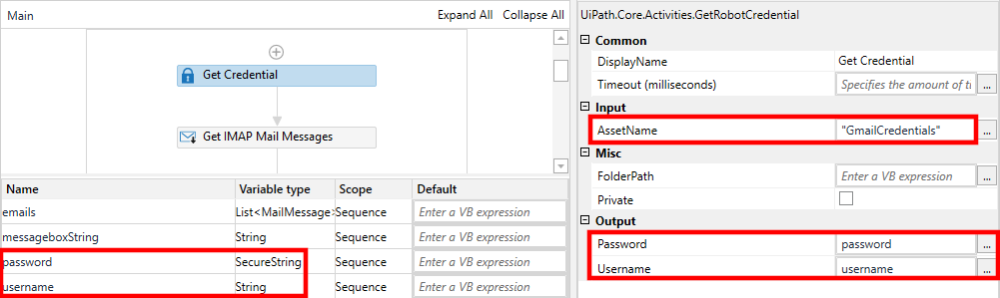 Main
Expand All Collapse All
Get Credential
Get IMAP Mail Messages
Name Variable type Scope Default
emails List<MailMessage> Sequence Enter a VB expression
messageboxString String Sequence Enter a VB expression
password SecureString Sequence Enter a VB expression
username String Sequence Enter a VB expression
UiPath.Core.Activities.GetRobotCredential
Common
DisplayName Get Credential
Timeout (milliseconds) Specifies the amount of ti ...
Input
AssetName "GmailCredentials" ...
Misc
FolderPath Enter a VB expression ...
Private
Output
Password password ...
Username username ...